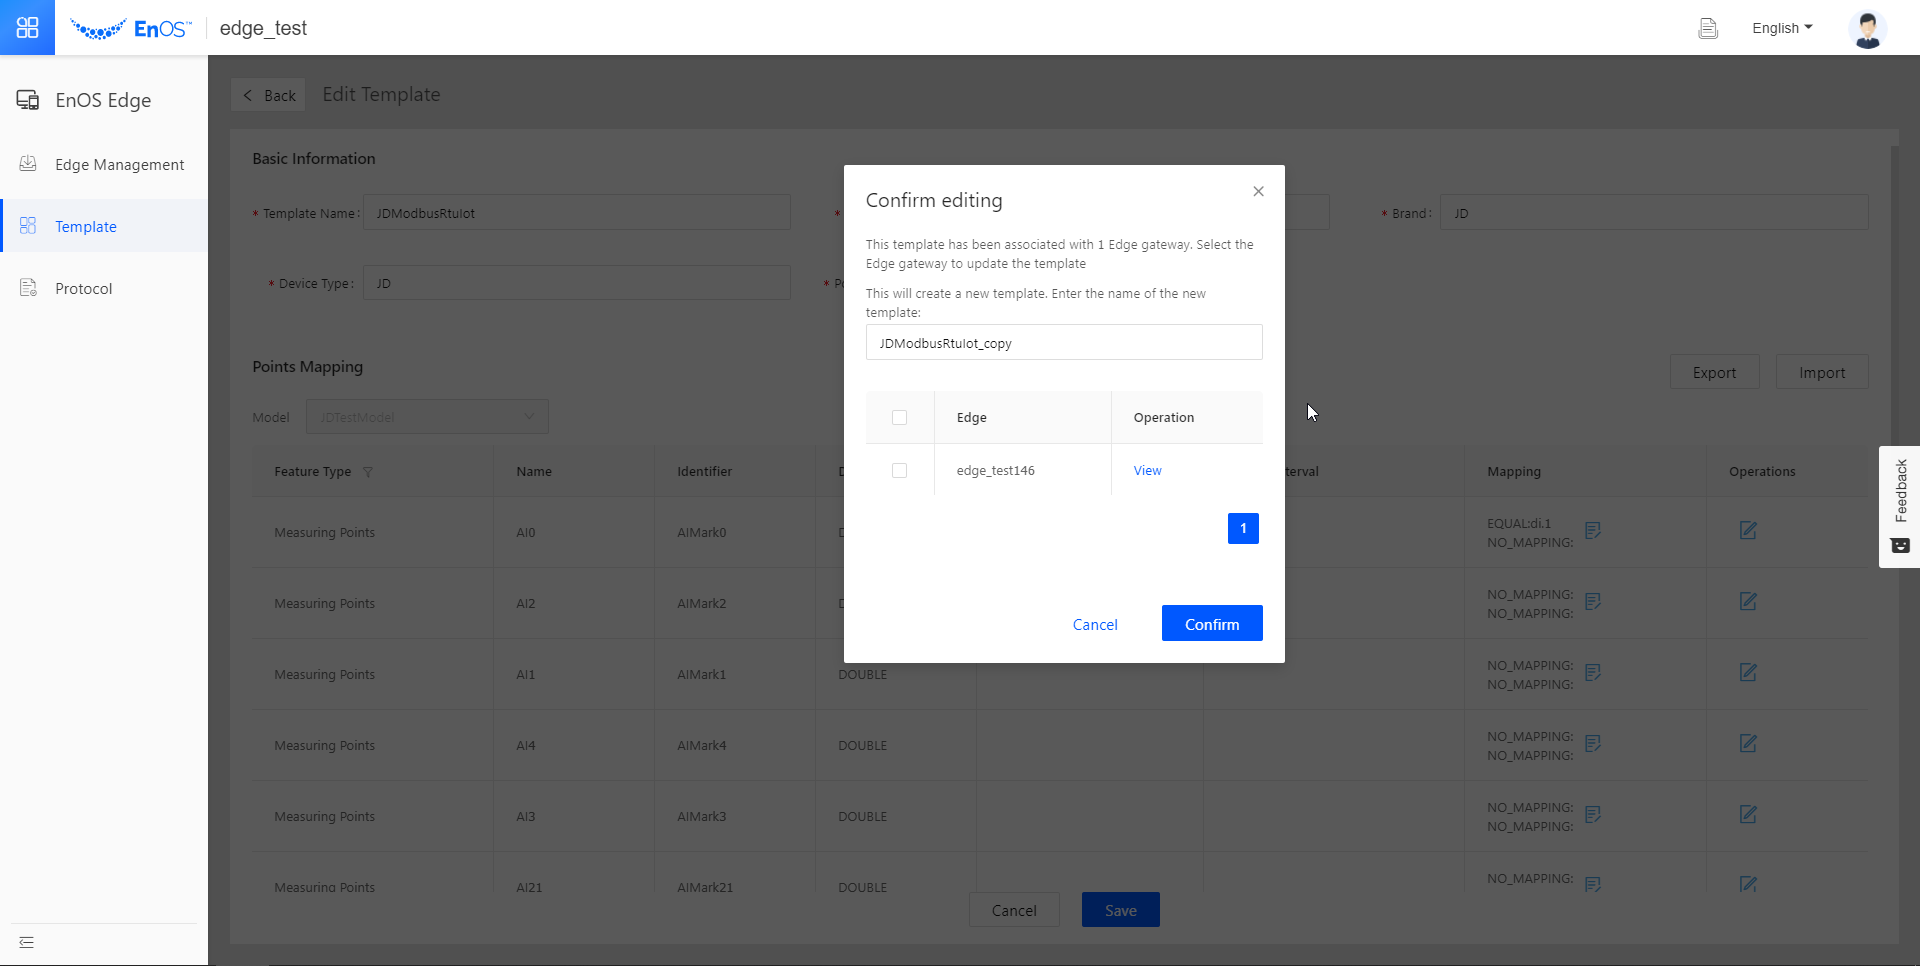 EnOS™ edge_test English
EnOS Edge
Edge Management
Template
Protocol
Back Edit Template
Basic Information
* Template Name: JDModbusRtuIot * * Brand: JD
* Device Type: JD *
Points Mapping Export Import
Model JDTestModel
Feature Type Name Identifier Mapping Operations
Measuring Points AI0 AIMark0 EQUAL:di.1
NO_MAPPING:
Measuring Points AI2 AIMark2 NO_MAPPING:
NO_MAPPING:
Measuring Points AI1 AIMark1 DOUBLE NO_MAPPING:
NO_MAPPING:
Measuring Points AI4 AIMark4 DOUBLE NO_MAPPING:
NO_MAPPING:
Measuring Points AI3 AIMark3 DOUBLE NO_MAPPING:
NO_MAPPING:
Measuring Points AI21 AIMark21 DOUBLE NO_MAPPING:
Cancel Save
Confirm editing
This template has been associated with 1 Edge gateway. Select the
Edge gateway to update the template
This will create a new template. Enter the name of the new
template:
JDModbusRtuIot_copy
Edge Operation
edge_test146 View
1
Cancel Confirm
Feedback